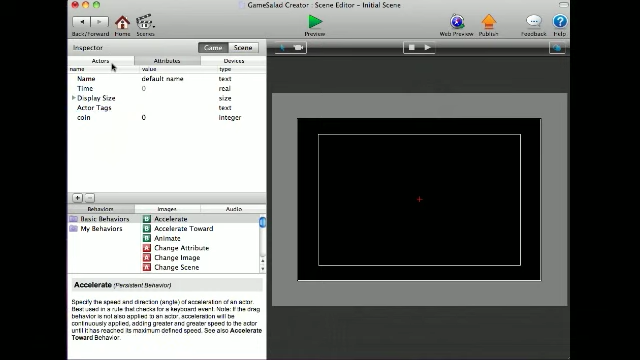 GameSalad Creator : Scene Editor - Initial Scene
Back/Forward Home Scenes Preview Web Preview Publish Feedback Help
Inspector Game Scene
Actors Attributes Devices
name value type
Name default name text
Time 0 real
Display Size size
Actor Tags text
coin 0 integer
+ -
Behaviors Images Audio
Basic Behaviors
My Behaviors
B Accelerate
B Accelerate Toward
B Animate
A Change Attribute
A Change Image
A Change Scene
Accelerate (Persistent Behavior)
Specify the speed and direction (angle) of acceleration of an actor.
Best used in a rule that checks for a keyboard event. Note: If the drag
behavior is not also applied to an actor, acceleration will be
continuously applied, adding greater and greater speed to the actor
until it has reached its maximum defined speed. See also Accelerate
Toward Behavior.